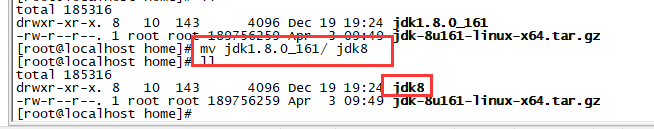 total 185316
drwxr-xr-x. 8   10  143      4096 Dec 19 19:24 jdk1.8.0_161
-rw-r--r--. 1 root root 189756259 Apr  3 09:49 jdk-8u161-linux-x64.tar.gz
[root@localhost home]# mv jdk1.8.0_161/ jdk8
[root@localhost home]# ll
total 185316
drwxr-xr-x. 8   10  143      4096 Dec 19 19:24 jdk8
-rw-r--r--. 1 root root 189756259 Apr  3 09:49 jdk-8u161-linux-x64.tar.gz
[root@localhost home]#